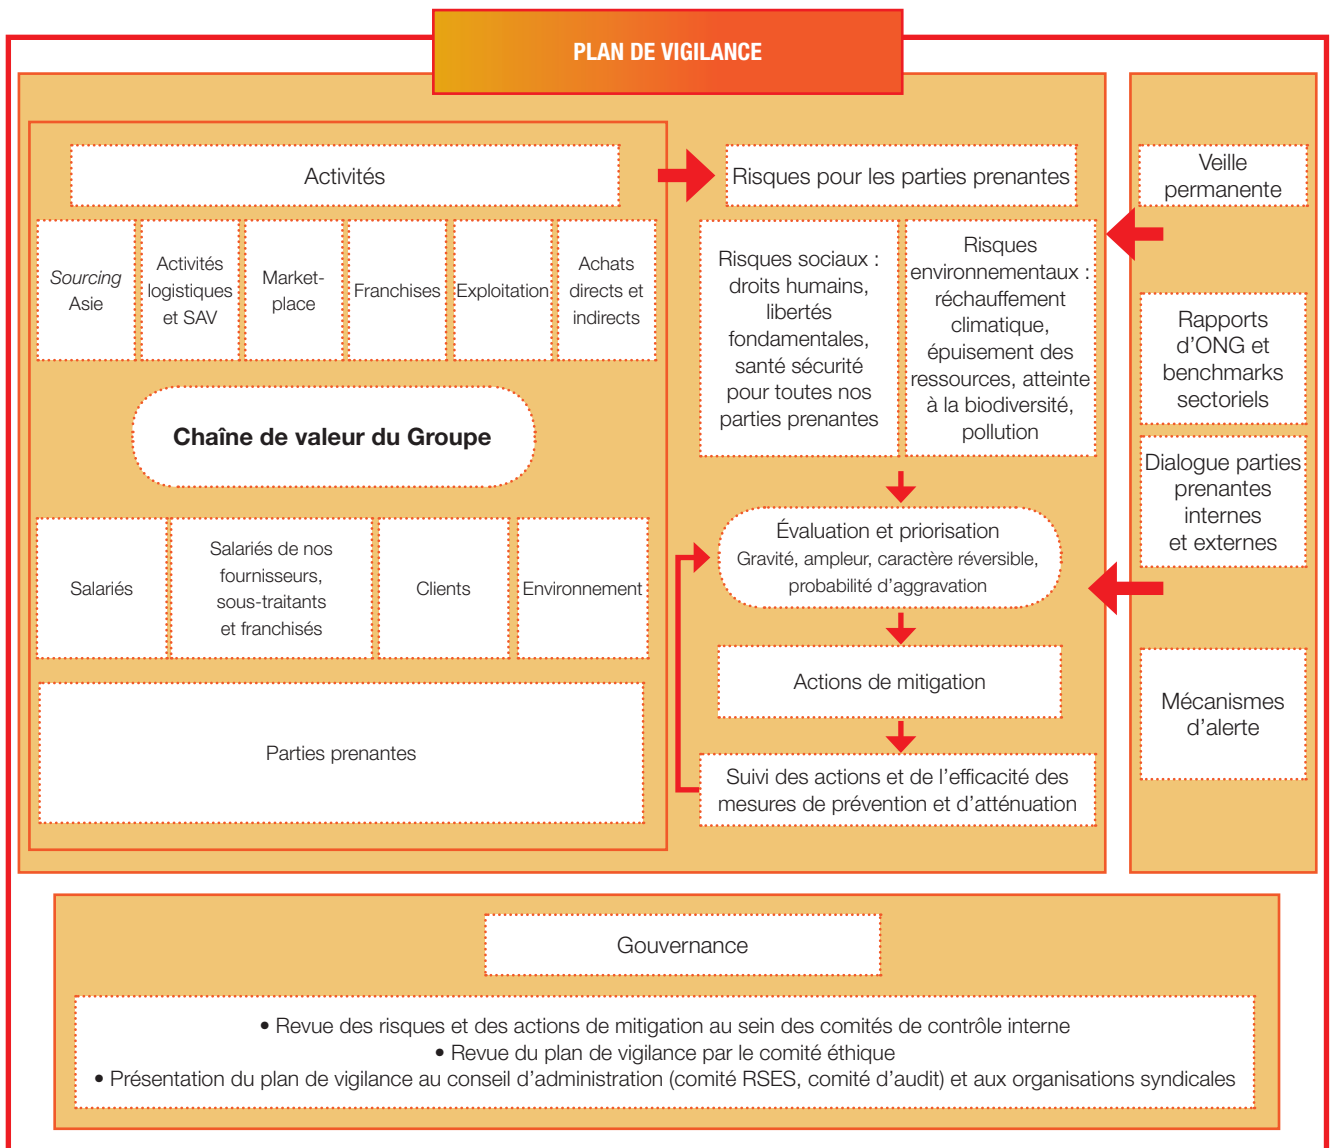 PLAN DE VIGILANCE
Activités
Sourcing
Asie
Activités
logistiques
et SAV
Market-
place
Franchises
Exploitation
Achats
directs et
indirects
Chaîne de valeur du Groupe
Salariés
Salariés de nos
fournisseurs,
sous-traitants
et franchisés
Clients
Environnement
Parties prenantes
Risques pour les parties prenantes
Risques sociaux :
droits humains,
libertés
fondamentales,
santé sécurité
pour toutes nos
parties prenantes
Risques
environnementaux :
réchauffement
climatique,
épuisement des
ressources, atteinte
à la biodiversité,
pollution
Évaluation et priorisation
Gravité, ampleur, caractère réversible,
probabilité d’aggravation
Actions de mitigation
Suivi des actions et de l’efficacité des
mesures de prévention et d’atténuation
Veille
permanente
Rapports
d’ONG et
benchmarks
sectoriels
Dialogue parties
prenantes
internes
et externes
Mécanismes
d’alerte
Gouvernance
• Revue des risques et des actions de mitigation au sein des comités de contrôle interne
• Revue du plan de vigilance par le comité éthique
• Présentation du plan de vigilance au conseil d’administration (comité RSES, comité d’audit) et aux organisations syndicales